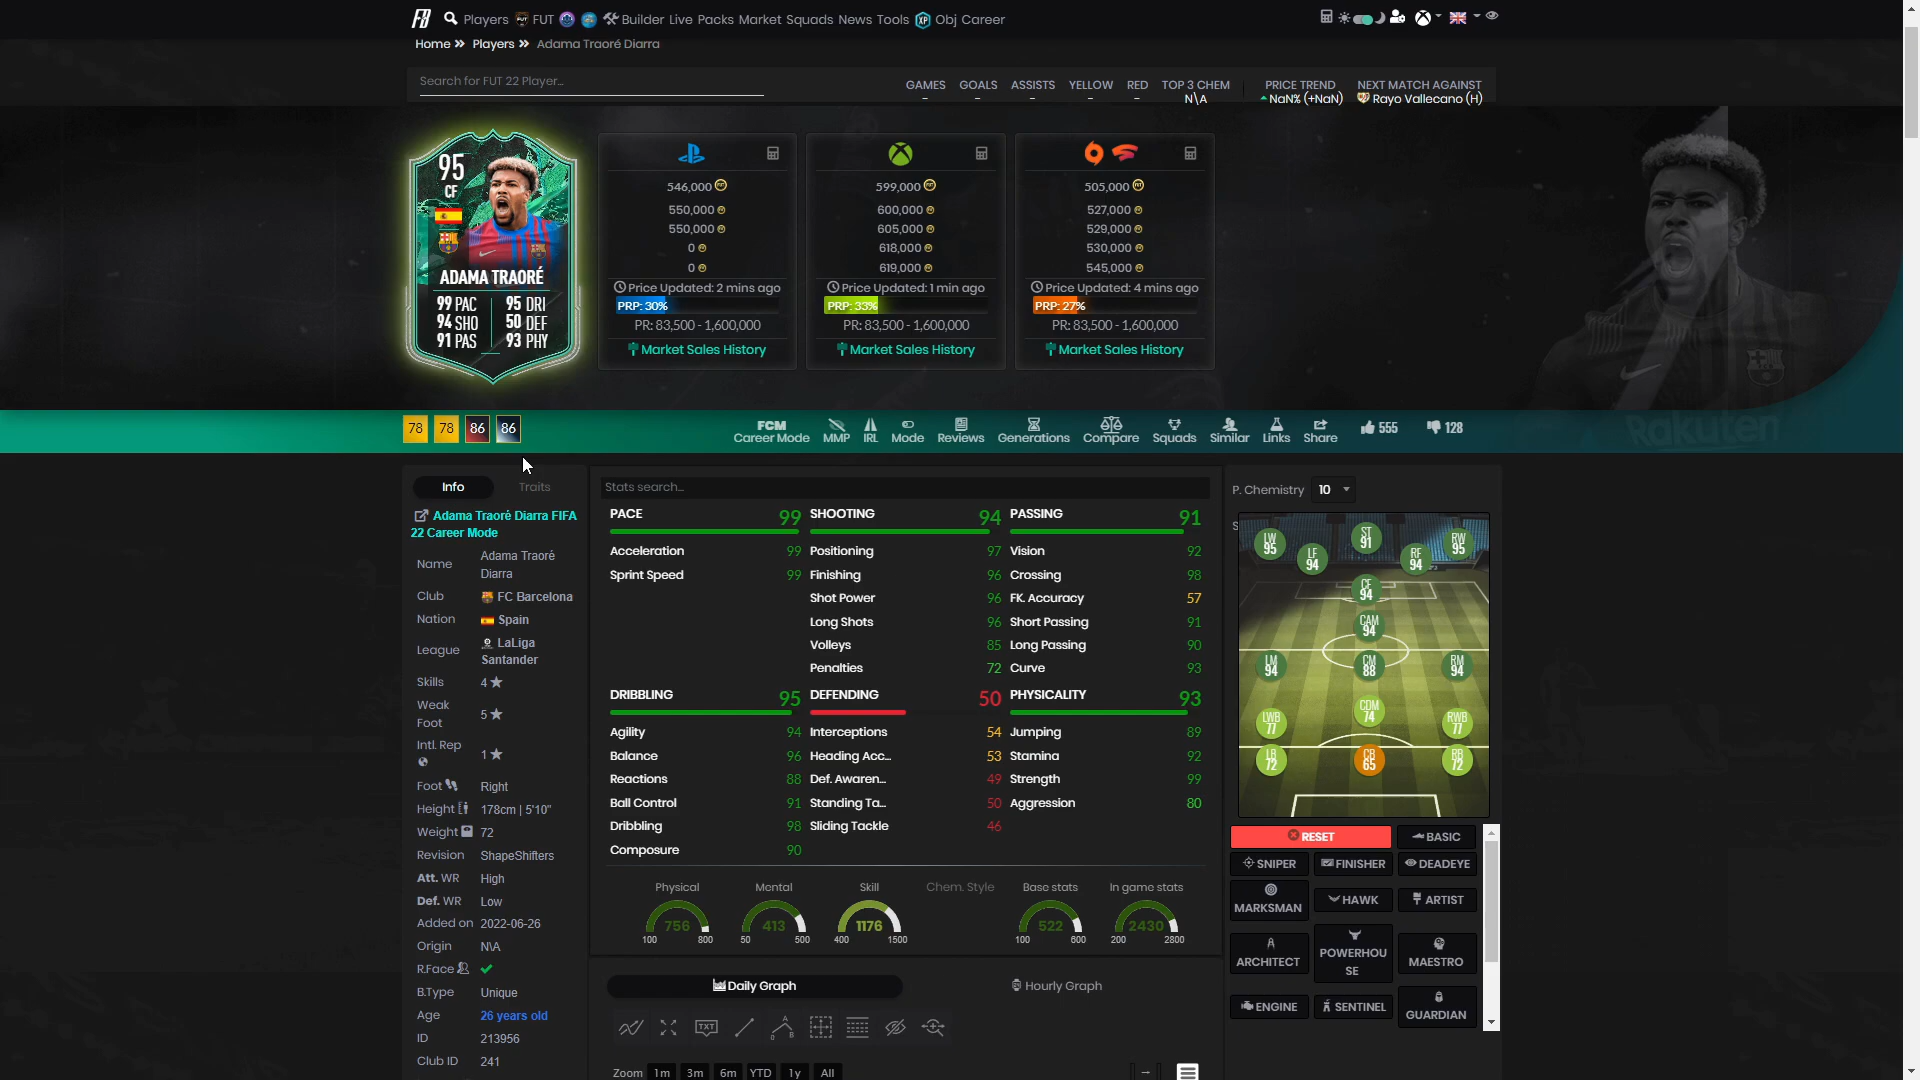 Players FUT Builder Live Packs Market Squads News Tools XP Obj Career
Home Players Adama Traoré Diarra
Search for FUT 22 Player...
GAMES GOALS ASSISTS YELLOW RED TOP 3 CHEM PRICE TREND NEXT MATCH AGAINST
- - - - - N\A NaN% (+NaN) Rayo Vallecano (H)
95
CF
ADAMA TRAORÉ
99 PAC 95 DRI
94 SHO 50 DEF
91 PAS 93 PHY
546,000
550,000
550,000
0
0
Price Updated: 2 mins ago
PRP: 30%
PR: 83,500 - 1,600,000
Market Sales History
599,000
600,000
605,000
618,000
619,000
Price Updated: 1 min ago
PRP: 33%
PR: 83,500 - 1,600,000
Market Sales History
505,000
527,000
529,000
530,000
545,000
Price Updated: 4 mins ago
PRP: 27%
PR: 83,500 - 1,600,000
Market Sales History
78 78 86 86
FCM
Career Mode MMP IRL Mode Reviews Generations Compare Squads Similar Links Share 555 128
Rakuten
Info Traits
Adama Traoré Diarra FIFA
22 Career Mode
Name Adama Traoré
Diarra
Club FC Barcelona
Nation Spain
League LaLiga
Santander
Skills 4
Weak
Foot 5
Intl. Rep 1
Foot Right
Height 178cm | 5'10"
Weight 72
Revision ShapeShifters
Att. WR High
Def. WR Low
Added on 2022-06-26
Origin N\A
R.Face
B.Type Unique
Age 26 years old
ID 213956
Club ID 241
Stats search...
PACE 99
Acceleration 99
Sprint Speed 99
SHOOTING 94
Positioning 97
Finishing 96
Shot Power 96
Long Shots 96
Volleys 85
Penalties 72
PASSING 91
Vision 92
Crossing 98
FK. Accuracy 57
Short Passing 91
Long Passing 90
Curve 93
DRIBBLING 95
Agility 94
Balance 96
Reactions 88
Ball Control 91
Dribbling 98
Composure 90
DEFENDING 50
Interceptions 54
Heading Acc... 53
Def. Awaren... 49
Standing Ta... 50
Sliding Tackle 46
PHYSICALITY 93
Jumping 89
Stamina 92
Strength 99
Aggression 80
Physical Mental Skill Chem. Style Base stats In game stats
756 413 1176 522 2430
100 800 50 500 400 1500 100 600 200 2800
Daily Graph Hourly Graph
TXT
Zoom 1m 3m 6m YTD 1y All
P. Chemistry 10
S
LW 95
LF 94
ST 91
RF 94
RW 95
CF 94
CAM 94
LM 94
CM 88
RM 94
LWB 77
CDM 74
RWB 77
LB 72
CB 65
RB 72
RESET BASIC
SNIPER FINISHER DEADEYE
MARKSMAN HAWK ARTIST
ARCHITECT POWERHOU
SE MAESTRO
ENGINE SENTINEL GUARDIAN